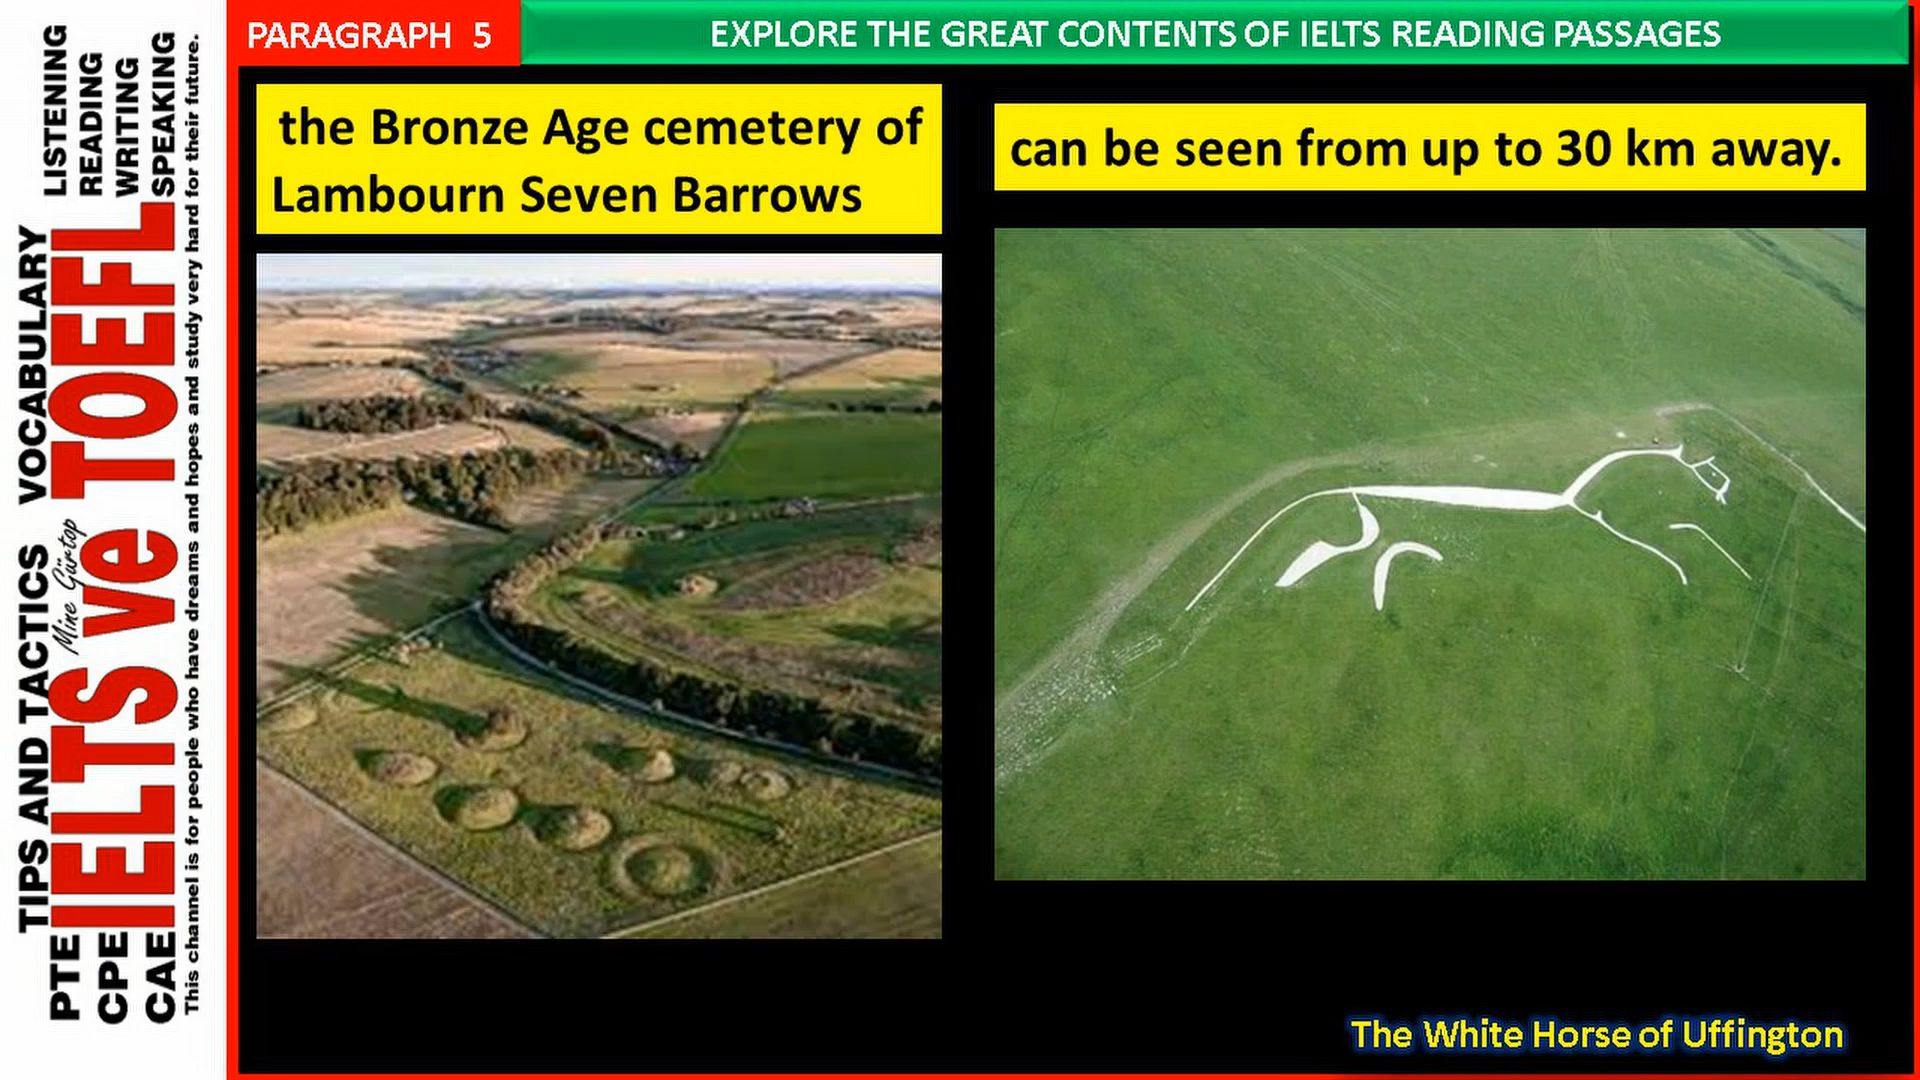 PARAGRAPH 5
EXPLORE THE GREAT CONTENTS OF IELTS READING PASSAGES
the Bronze Age cemetery of
Lambourn Seven Barrows
can be seen from up to 30 km away.
The White Horse of Uffington
LISTENING
READING
WRITING
SPEAKING
TIPS AND TACTICS VOCABULARY
Mine Gürtop
IELTS ve TOEFL
PTE
CPE
CAE
This channel is for people who have dreams and hopes and study very hard for their future.